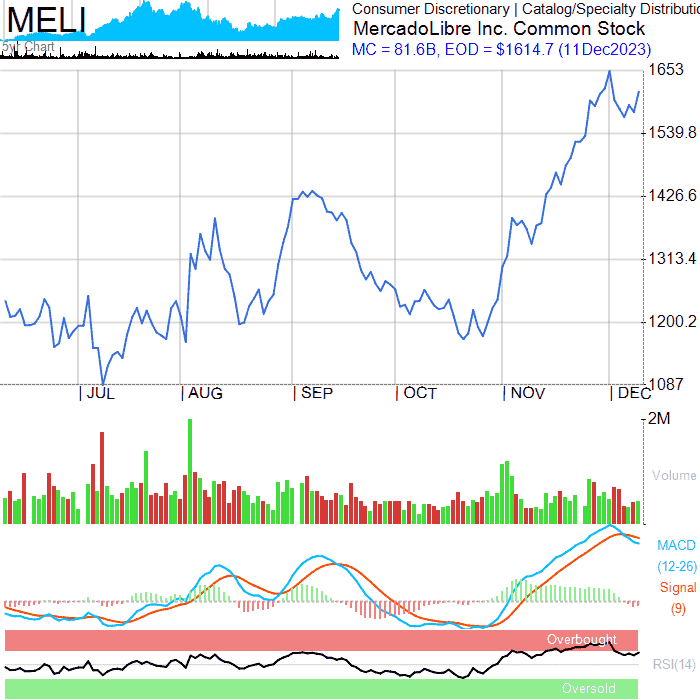 MELI
5yr Chart
Consumer Discretionary | Catalog/Specialty Distributio
MercadoLibre Inc. Common Stock
MC = 81.6B, EOD = $1614.7 (11Dec2023)
1653
1539.8
1426.6
1313.4
1200.2
1087
| JUL | AUG | SEP | OCT | NOV | DEC
2M
Volume
MACD
(12-26)
Signal
(9)
Overbought
RSI(14)
Oversold